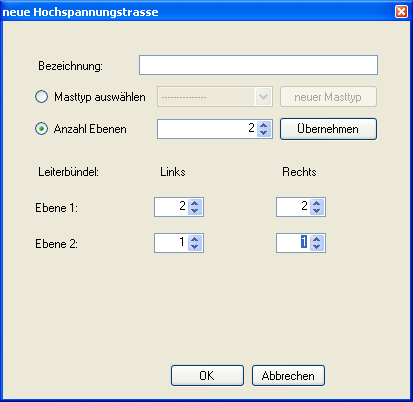 neue Hochspannungstrasse
Bezeichnung:
Masttyp auswählen --------------- neuer Masttyp
Anzahl Ebenen 2 Übernehmen
Leiterbündel: Links Rechts
Ebene 1: 2 2
Ebene 2: 1 1
OK Abbrechen